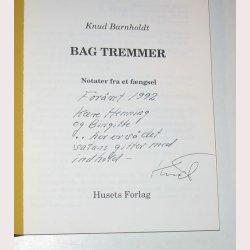 Knud Barnholdt
BAG TREMMER
Notater fra et fængsel
Foråret 1992
Kære Henning
og Birgitte
.. her er så det
satans gitter med
indhold –
Knud
Husets Forlag